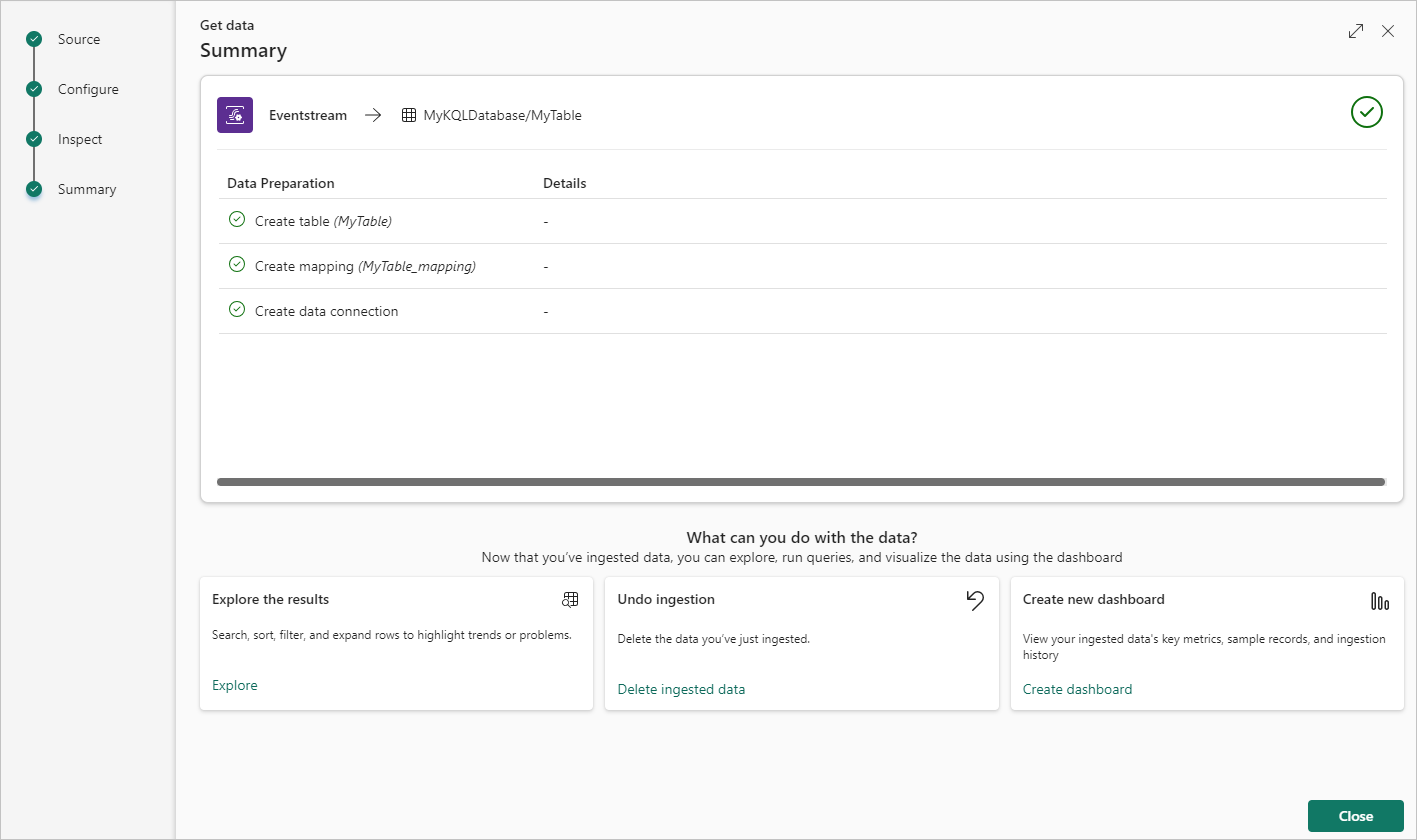 Source
Configure
Inspect
Summary
Get data
Summary
Eventstream
MyKQLDatabase/MyTable
Data Preparation
Details
Create table (MyTable)
-
Create mapping (MyTable_mapping)
-
Create data connection
-
What can you do with the data?
Now that you've ingested data, you can explore, run queries, and visualize the data using the dashboard
Explore the results
Search, sort, filter, and expand rows to highlight trends or problems.
Explore
Undo ingestion
Delete the data you've just ingested.
Delete ingested data
Create new dashboard
View your ingested data's key metrics, sample records, and ingestion
history
Create dashboard
Close